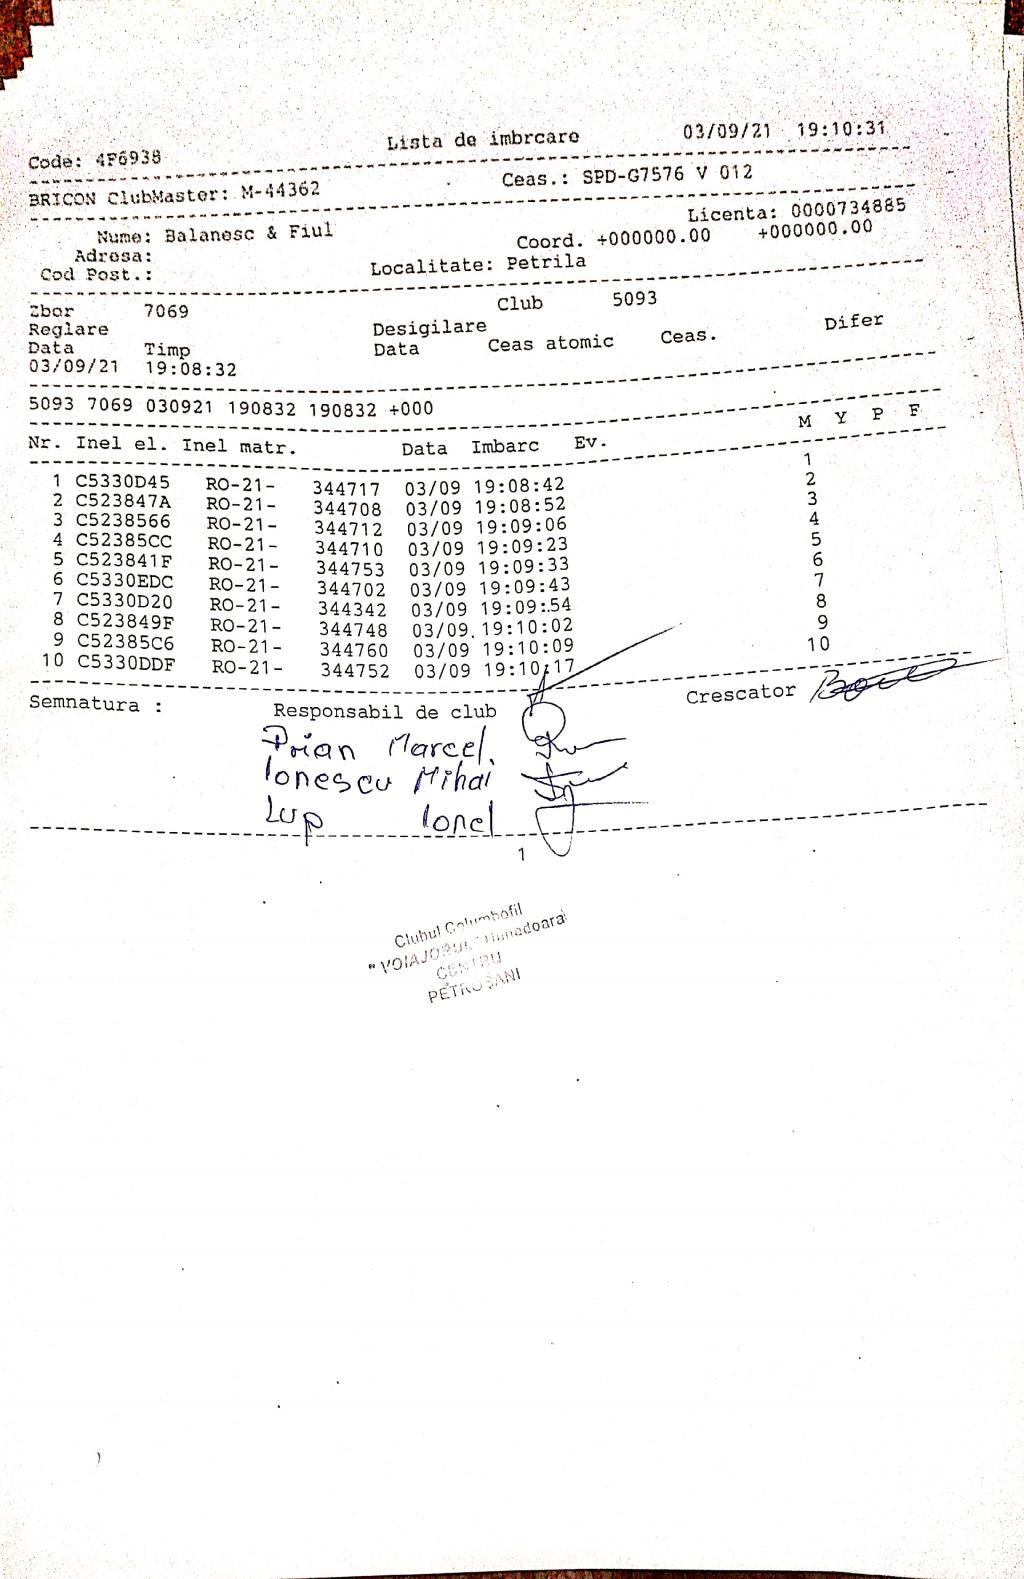 Lista de imbrcare 03/09/21 19:10:31
Code: 4F6938
BRICON ClubMaster: M-44362 Ceas.: SPD-G7576 V 012
Licenta: 0000734885
Nume: Balanesc & Fiul Coord. +000000.00 +000000.00
Adresa:
Cod Post.: Localitate: Petrila
Zbor 7069 Club 5093
Reglare Desigilare
Data Timp Data Ceas atomic Ceas. Difer
03/09/21 19:08:32
5093 7069 030921 190832 190832 +000
Nr. Inel el. Inel matr. Data Imbarc Ev. M Y P F
1 C5330D45 RO-21- 344717 03/09 19:08:42 1
2 C523847A RO-21- 344708 03/09 19:08:52 2
3 C5238566 RO-21- 344712 03/09 19:09:06 3
4 C52385CC RO-21- 344710 03/09 19:09:23 4
5 C523841F RO-21- 344753 03/09 19:09:33 5
6 C5330EDC RO-21- 344702 03/09 19:09:43 6
7 C5330D20 RO-21- 344342 03/09 19:09:54 7
8 C523849F RO-21- 344748 03/09 19:10:02 8
9 C52385C6 RO-21- 344760 03/09 19:10:09 9
10 C5330DDF RO-21- 344752 03/09 19:10:17 10
Semnatura : Responsabil de club Crescator
Prian Marcel
Ionescu Mihai
Lup Ionel
1
Clubul Columbofil
"VOIAJORUL" Hunedoara
CENTRU
PETROSANI